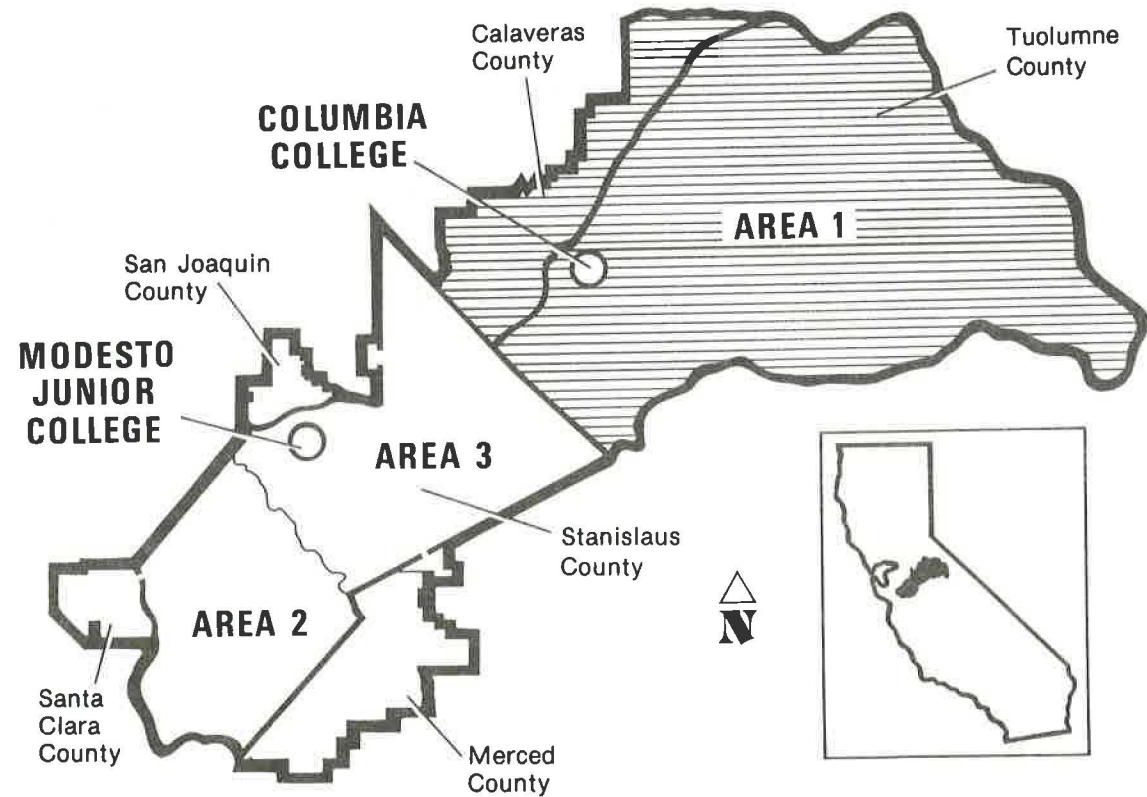 Calaveras
County
Tuolumne
County
COLUMBIA
COLLEGE
AREA 1
San Joaquin
County
MODESTO
JUNIOR
COLLEGE
AREA 3
Stanislaus
County
AREA 2
N
Santa
Clara
County
Merced
County